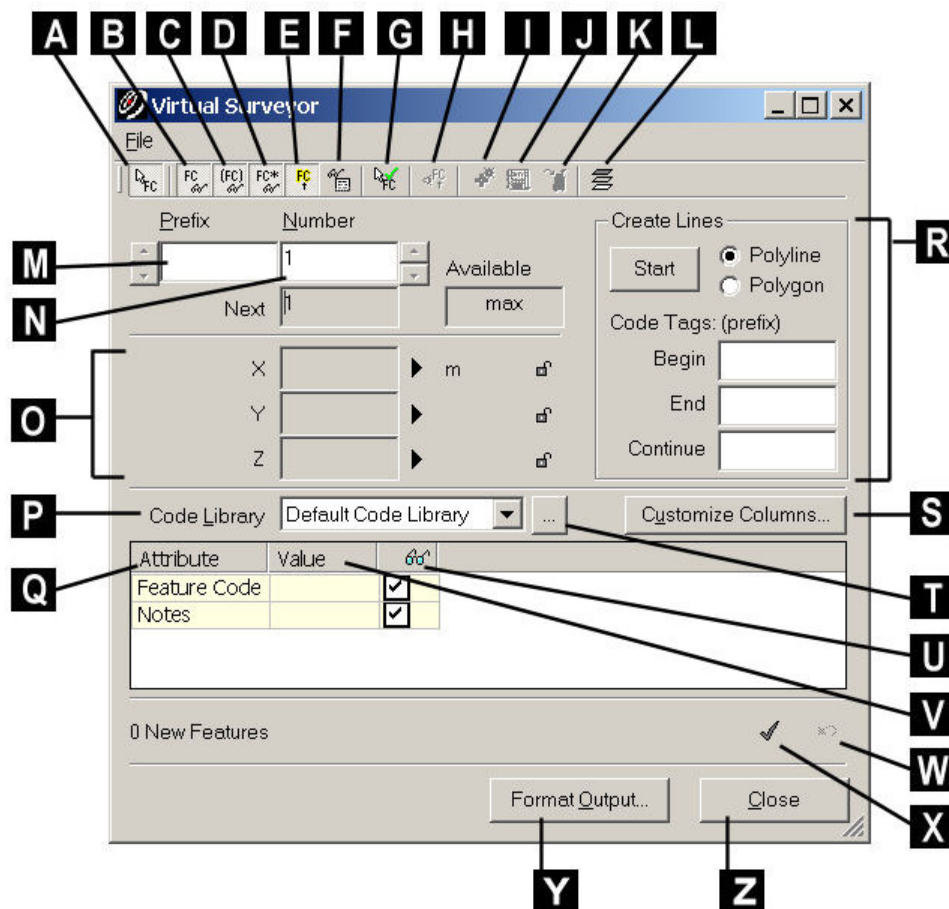 A B C D E F G H I J K L
Virtual Surveyor
File
FC FC (FC) FC* FC FC FC
Prefix Number
M
1
Available
N
Next 1 max
O
X m
Y
Z
Create Lines
R
Start Polyline
Polygon
Code Tags: (prefix)
Begin
End
Continue
P Code Library Default Code Library ... Customize Columns... S
Q Attribute Value
T
Feature Code
Notes
U
V
0 New Features
W
X
Format Output... Close
Y Z